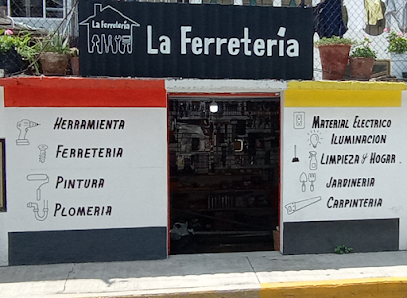 La Ferretería
La Ferretería
Herramienta
Ferreteria
Pintura
Plomeria
Material Electrico
Iluminacion
Limpieza y Hogar
Jardineria
Carpinteria